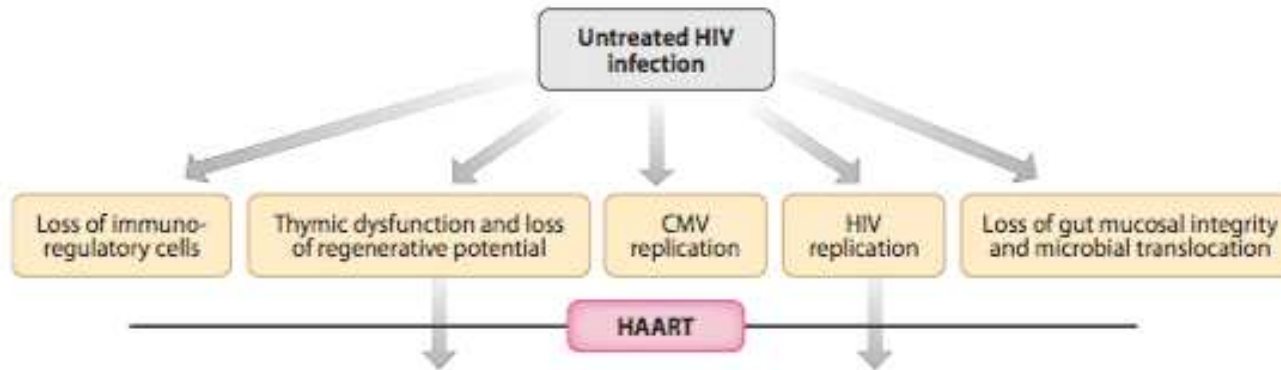 Untreated HIV
infection
Loss of immuno-
regulatory cells
Thymic dysfunction and loss
of regenerative potential
CMV
replication
HIV
replication
Loss of gut mucosal integrity
and microbial translocation
HAART